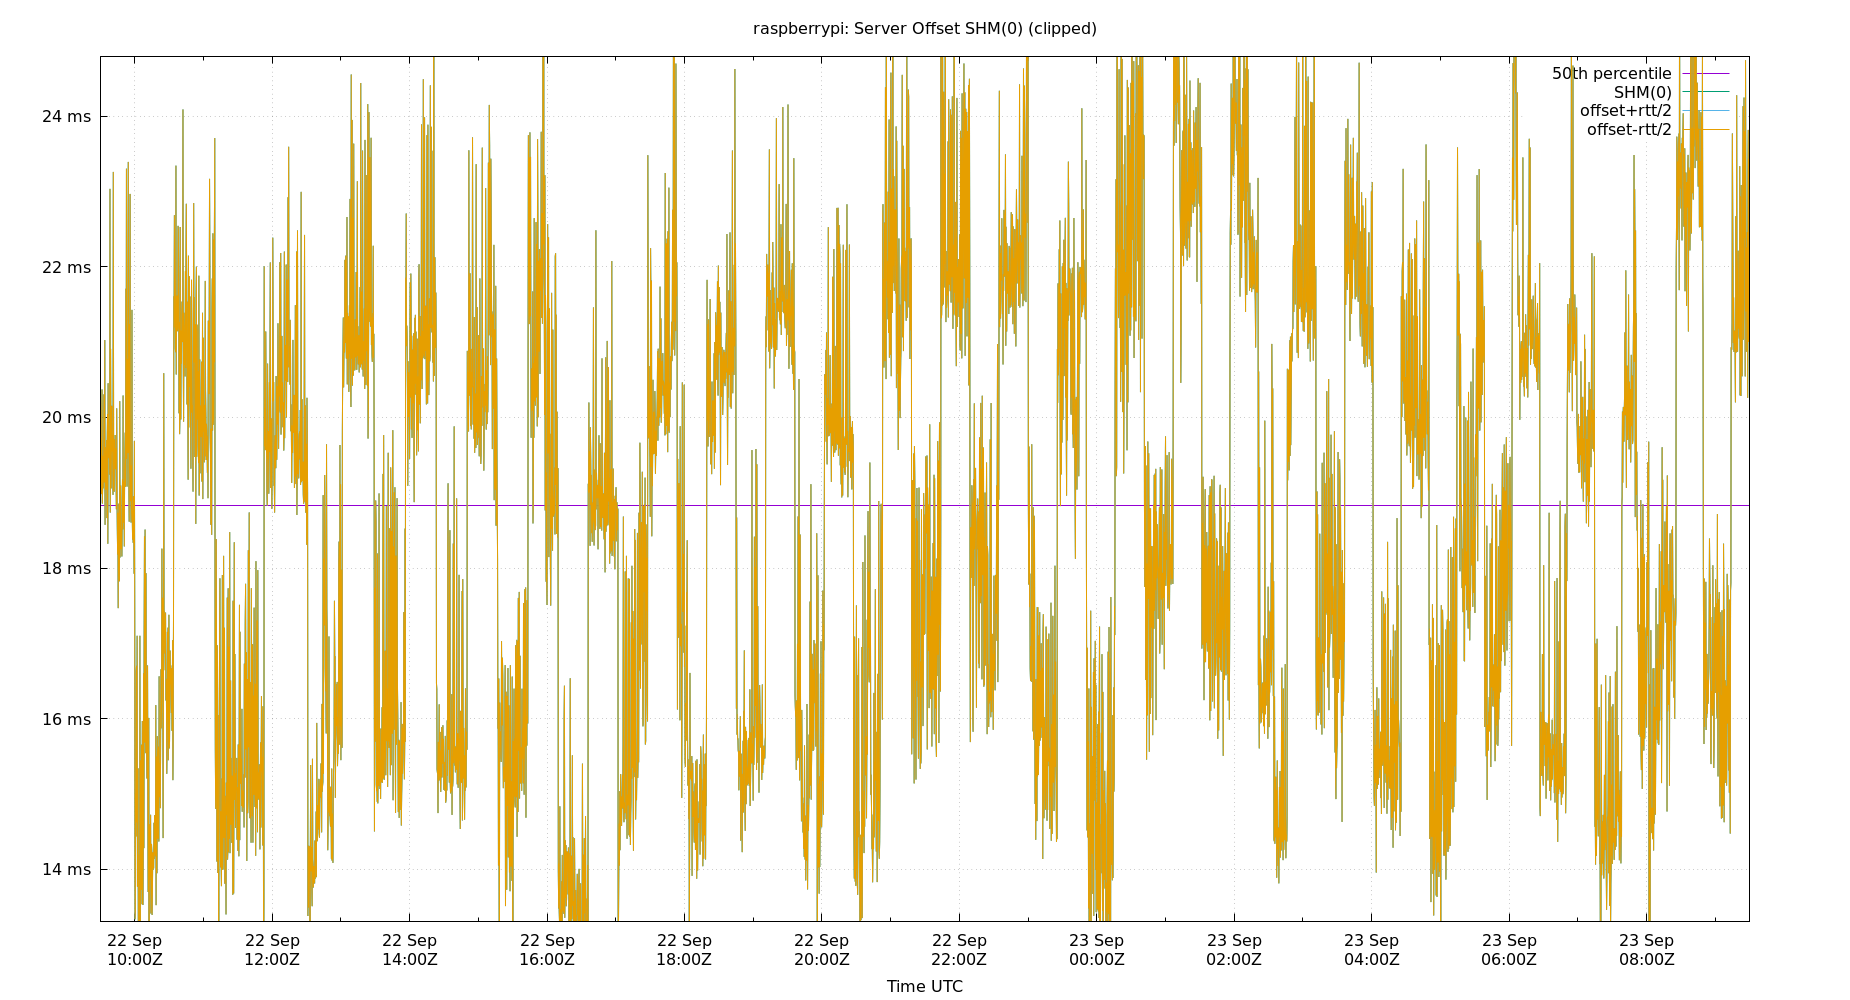 raspberrypi: Server Offset SHM(0) (clipped)
50th percentile
SHM(0)
offset+rtt/2
offset-rtt/2
24 ms
22 ms
20 ms
18 ms
16 ms
14 ms
22 Sep 22 Sep 22 Sep 22 Sep 22 Sep 22 Sep 22 Sep 23 Sep 23 Sep 23 Sep 23 Sep 23 Sep
10:00Z 12:00Z 14:00Z 16:00Z 18:00Z 20:00Z 22:00Z 00:00Z 02:00Z 04:00Z 06:00Z 08:00Z
Time UTC